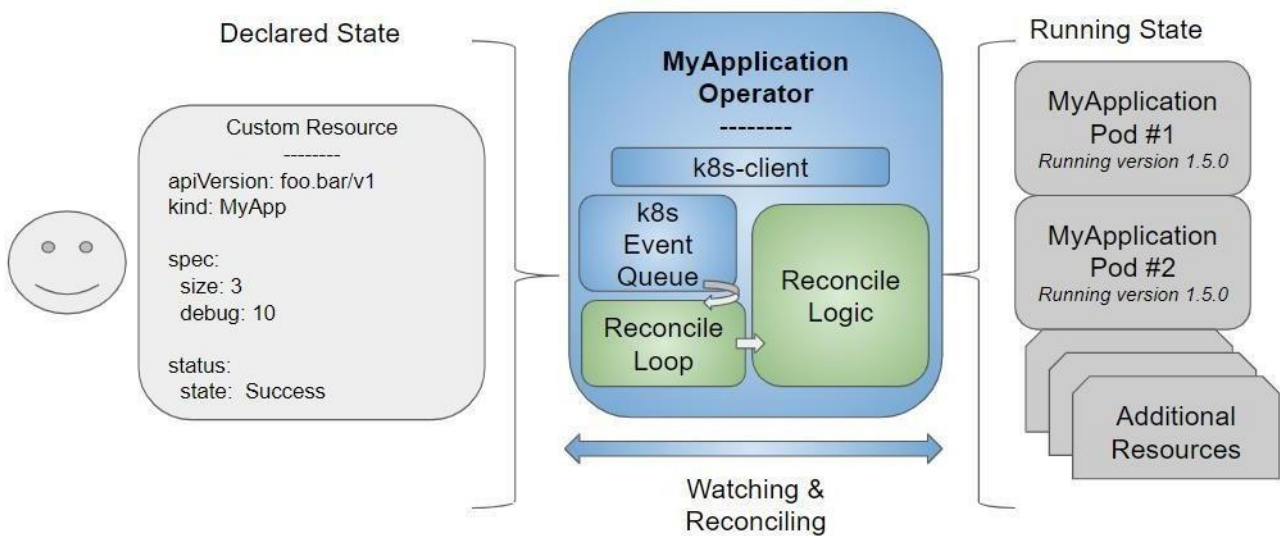 Declared State
Custom Resource
--------
apiVersion: foo.bar/v1
kind: MyApp
spec:
size: 3
debug: 10
status:
state: Success
MyApplication
Operator
--------
k8s-client
k8s
Event
Queue
Reconcile
Loop
Reconcile
Logic
Watching &
Reconciling
Running State
MyApplication
Pod #1
Running version 1.5.0
MyApplication
Pod #2
Running version 1.5.0
Additional
Resources